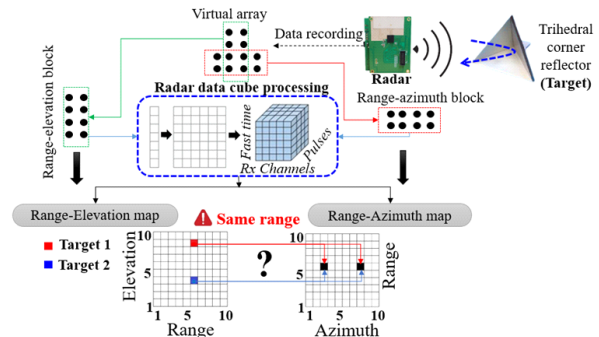 Virtual array
Data recording
Trihedral
corner
reflector
(Target)
Radar
Range-elevation block
Radar data cube processing
Range-azimuth block
Fast time
Pulses
Rx Channels
Range-Elevation map
Same range
Range-Azimuth map
Target 1
Target 2
Elevation
10
5
1
1 5 10
Range
?
10
5
1
1 5 10
Azimuth
Range